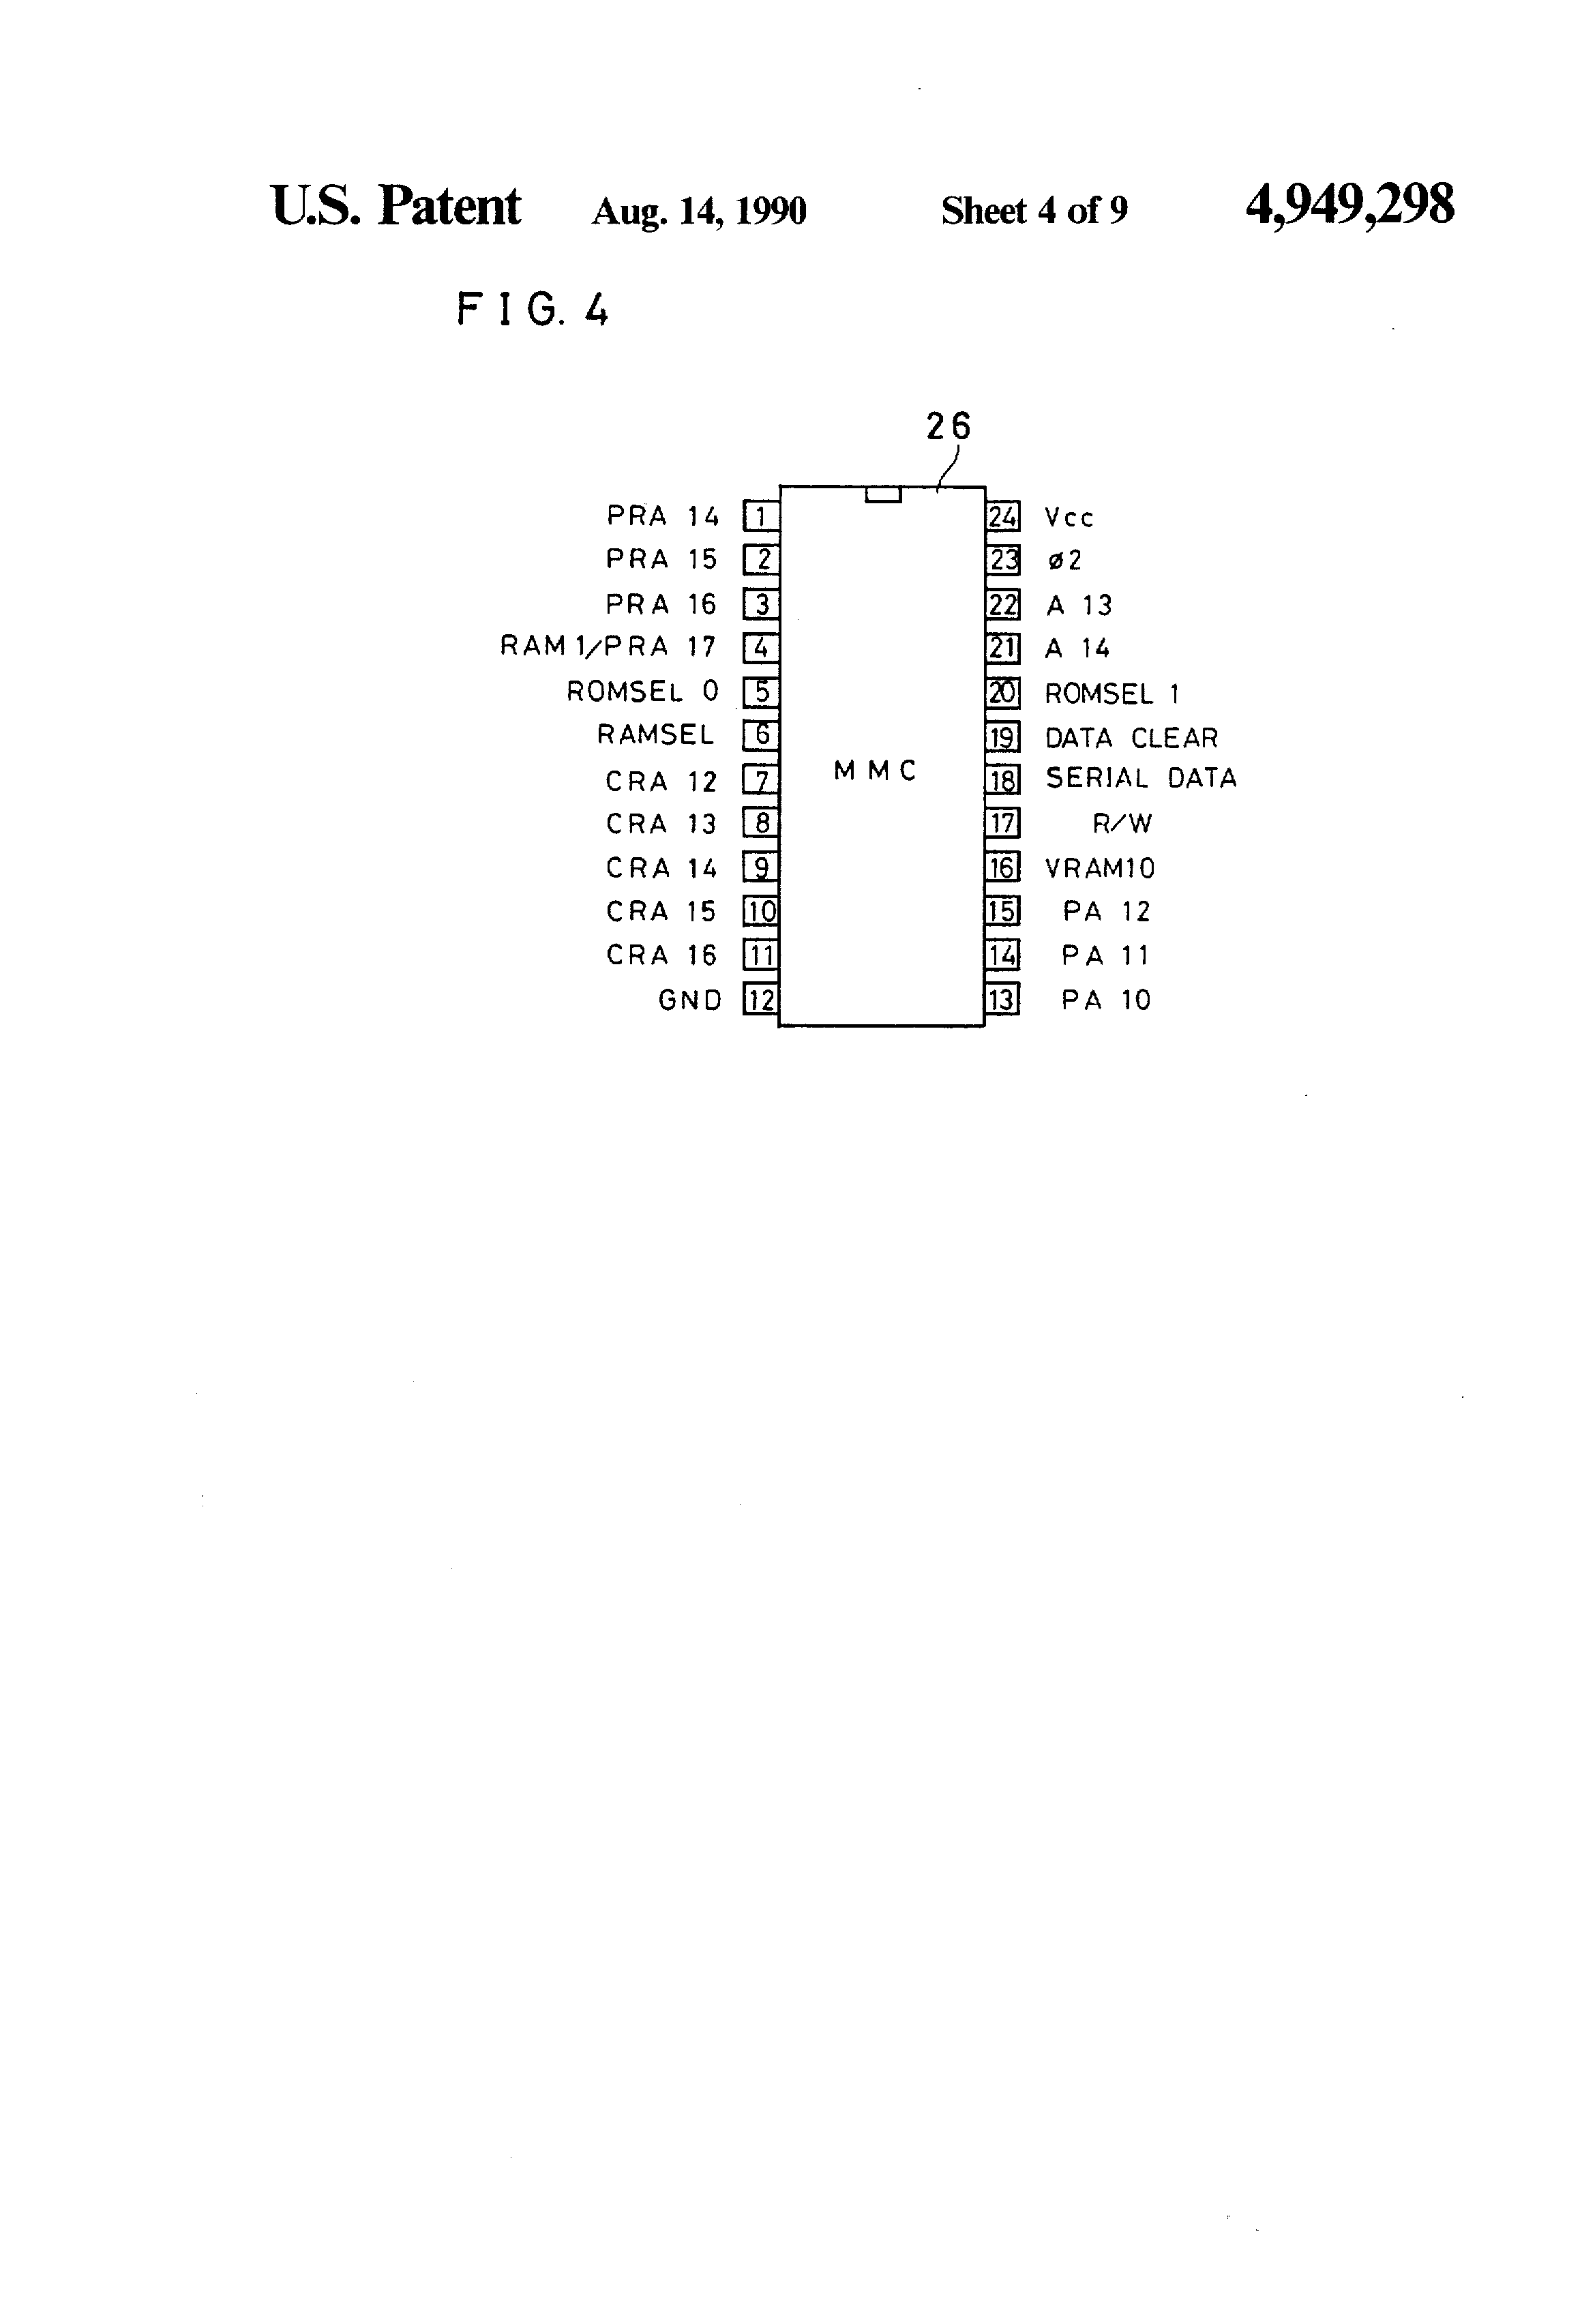 U.S. Patent Aug. 14, 1990 Sheet 4 of 9 4,949,298
FIG. 4
26
PRA 14 1 24 Vcc
PRA 15 2 23 ø2
PRA 16 3 22 A 13
RAM 1/PRA 17 4 21 A 14
ROMSEL 0 5 20 ROMSEL 1
RAMSEL 6 19 DATA CLEAR
MMC
CRA 12 7 18 SERIAL DATA
CRA 13 8 17 R/W
CRA 14 9 16 VRAM10
CRA 15 10 15 PA 12
CRA 16 11 14 PA 11
GND 12 13 PA 10